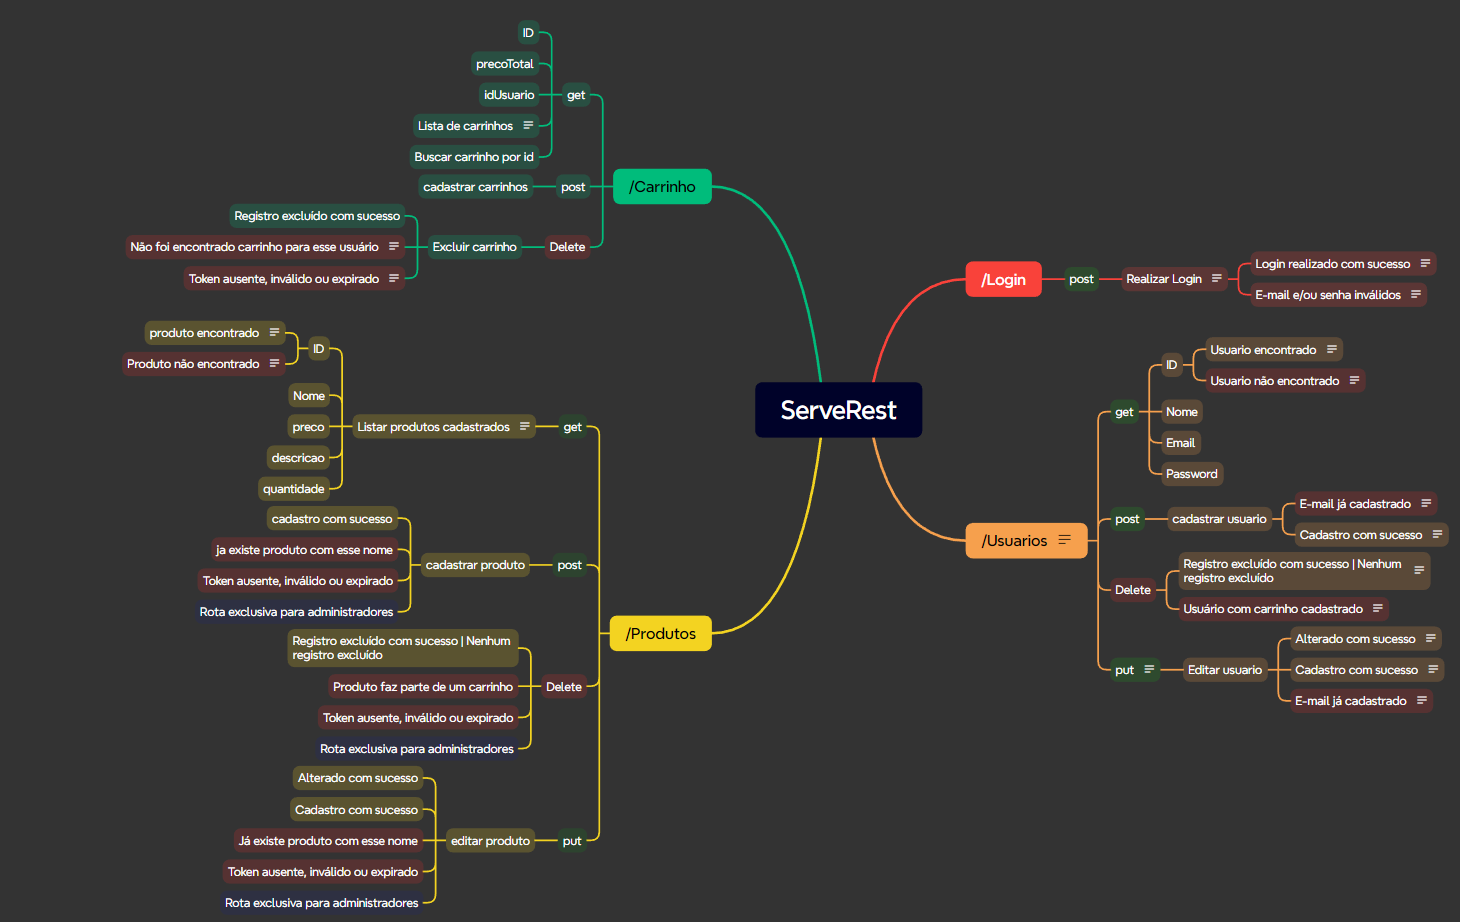 ServeRest
/Carrinho
get
ID
precoTotal
idUsuario
Lista de carrinhos
Buscar carrinho por id
post
cadastrar carrinhos
Delete
Excluir carrinho
Registro excluído com sucesso
Não foi encontrado carrinho para esse usuário
Token ausente, inválido ou expirado
/Produtos
get
Listar produtos cadastrados
ID
produto encontrado
Produto não encontrado
Nome
preco
descricao
quantidade
post
cadastrar produto
cadastro com sucesso
ja existe produto com esse nome
Token ausente, inválido ou expirado
Rota exclusiva para administradores
Delete
Registro excluído com sucesso | Nenhum
registro excluído
Produto faz parte de um carrinho
Token ausente, inválido ou expirado
Rota exclusiva para administradores
put
editar produto
Alterado com sucesso
Cadastro com sucesso
Já existe produto com esse nome
Token ausente, inválido ou expirado
Rota exclusiva para administradores
/Login
post
Realizar Login
Login realizado com sucesso
E-mail e/ou senha inválidos
/Usuarios
get
ID
Usuario encontrado
Usuario não encontrado
Nome
Email
Password
post
cadastrar usuario
E-mail já cadastrado
Cadastro com sucesso
Delete
Registro excluído com sucesso | Nenhum
registro excluído
Usuário com carrinho cadastrado
put
Editar usuario
Alterado com sucesso
Cadastro com sucesso
E-mail já cadastrado